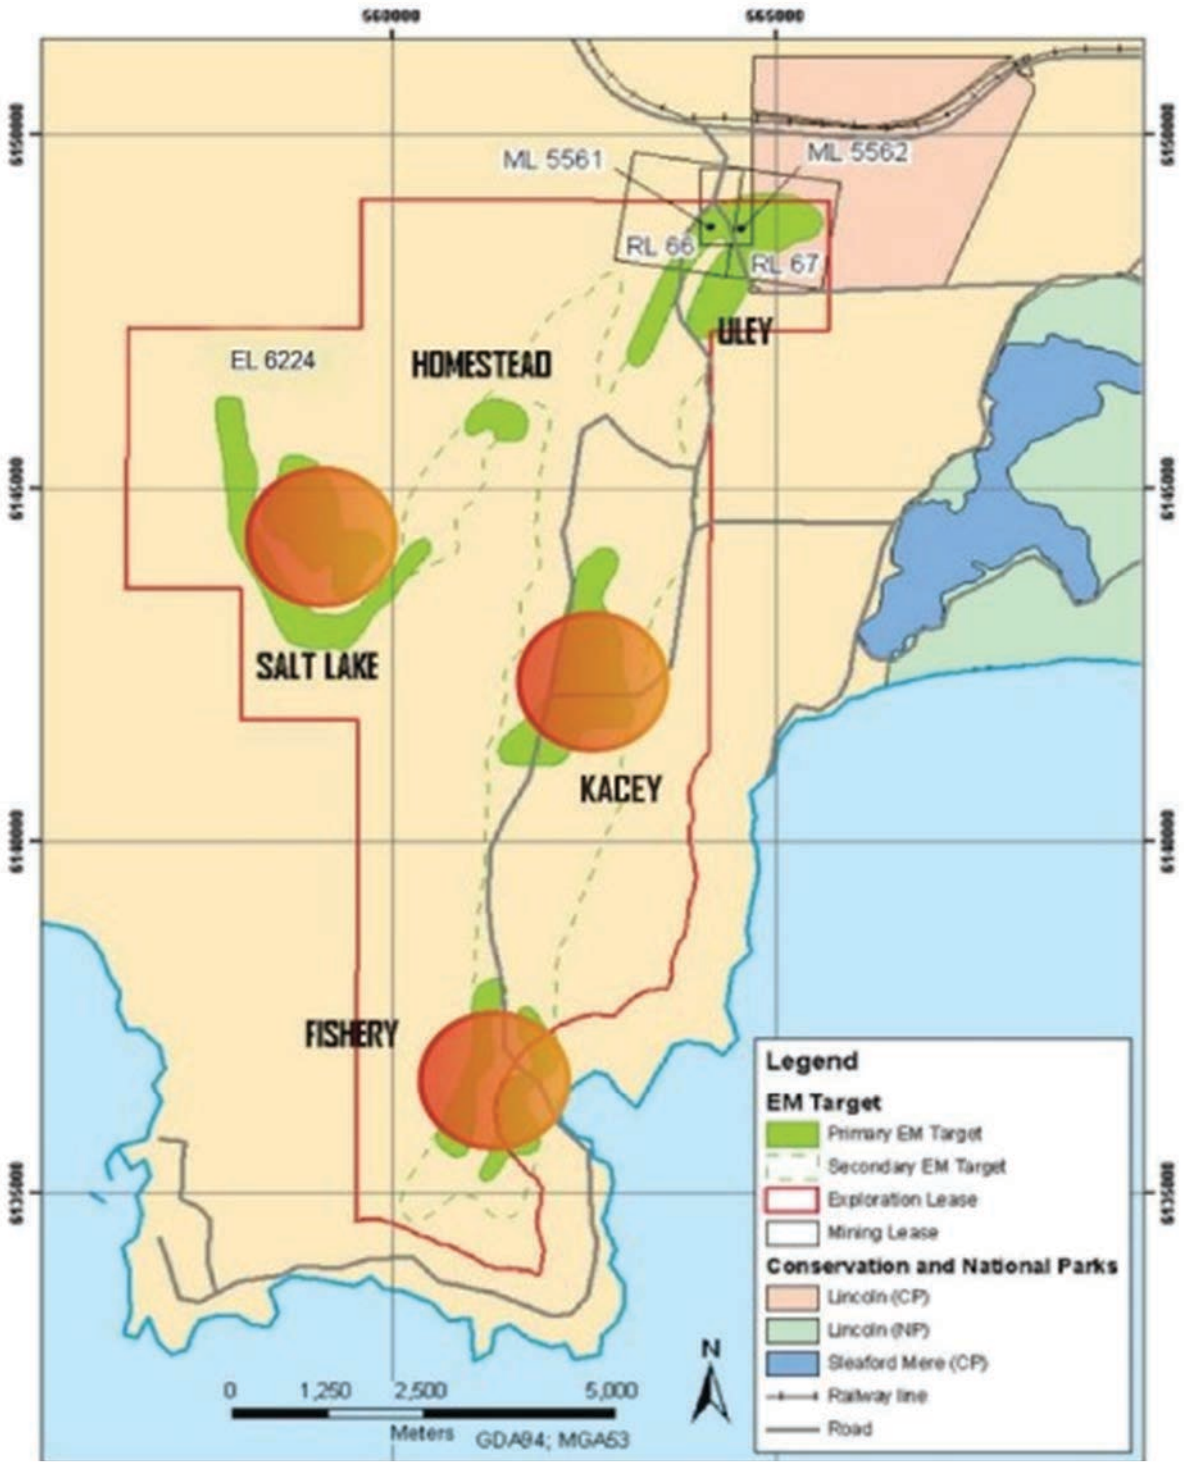 560000
565000
6150000
6150000
ML 5561
ML 5562
RL 66
RL 67
ULEY
EL 6224
HOMESTEAD
6145000
6145000
SALT LAKE
KACEY
6140000
6140000
FISHERY
6135000
6135000
Legend
EM Target
Primary EM Target
Secondary EM Target
Exploration Lease
Mining Lease
Conservation and National Parks
Lincoln (CP)
Lincoln (NP)
Sleaford Mere (CP)
Railway line
Road
N
0 1,250 2,500 5,000
Meters
GDA94; MGA53